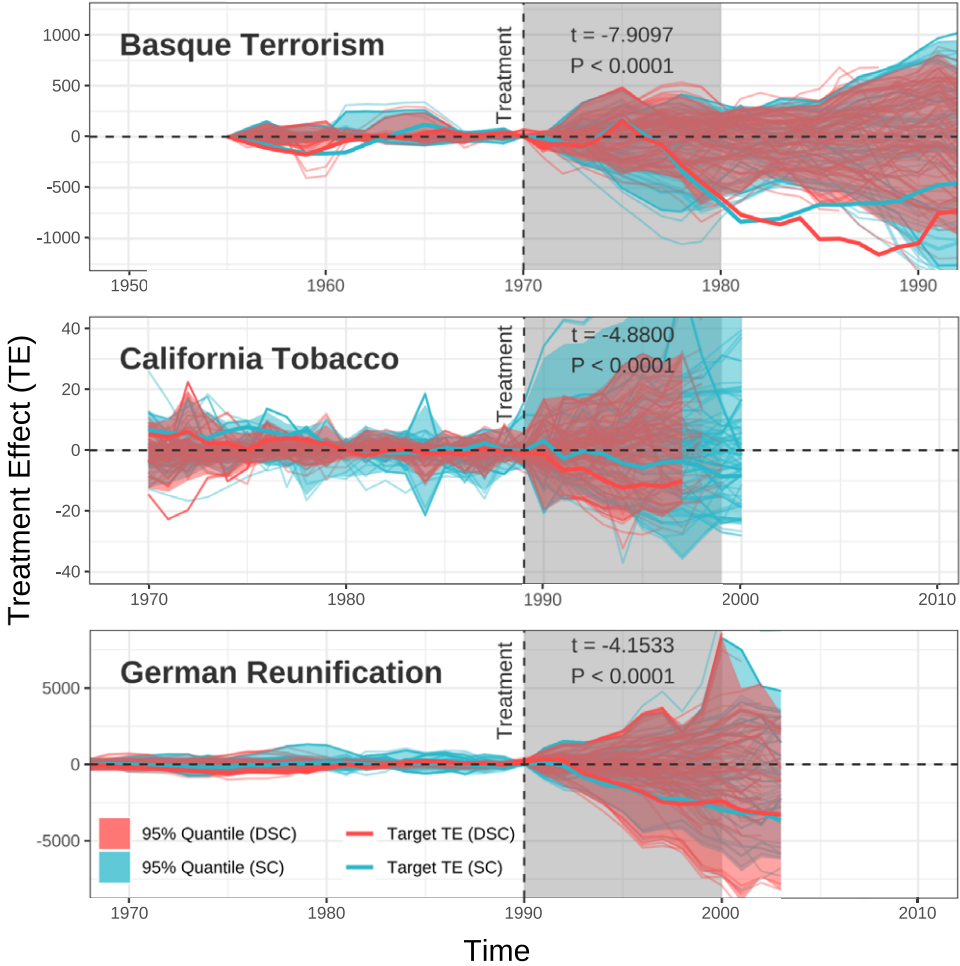 Treatment Effect (TE)
1000
500
0
-500
-1000
Basque Terrorism
Treatment
t = -7.9097
P < 0.0001
1950
1960
1970
1980
1990
40
20
0
-20
-40
California Tobacco
Treatment
t = -4.8800
P < 0.0001
1970
1980
1990
2000
2010
5000
0
-5000
German Reunification
Treatment
t = -4.1533
P < 0.0001
95% Quantile (DSC)
Target TE (DSC)
95% Quantile (SC)
Target TE (SC)
1970
1980
1990
2000
2010
Time